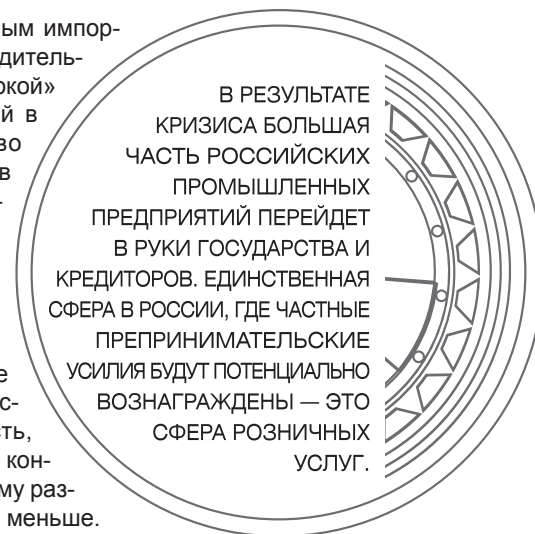 ым импор-
дитель-
ркой»
й в
во
в
-
е
с-
сть,
кон-
му раз-
меньше.
В РЕЗУЛЬТАТЕ
КРИЗИСА БОЛЬШАЯ
ЧАСТЬ РОССИЙСКИХ
ПРОМЫШЛЕННЫХ
ПРЕДПРИЯТИЙ ПЕРЕЙДЕТ
В РУКИ ГОСУДАРСТВА И
КРЕДИТОРОВ. ЕДИНСТВЕННАЯ
СФЕРА В РОССИИ, ГДЕ ЧАСТНЫЕ
ПРЕПРИНИМАТЕЛЬСКИЕ
УСИЛИЯ БУДУТ ПОТЕНЦИАЛЬНО
ВОЗНАГРАЖДЕНЫ — ЭТО
СФЕРА РОЗНИЧНЫХ
УСЛУГ.